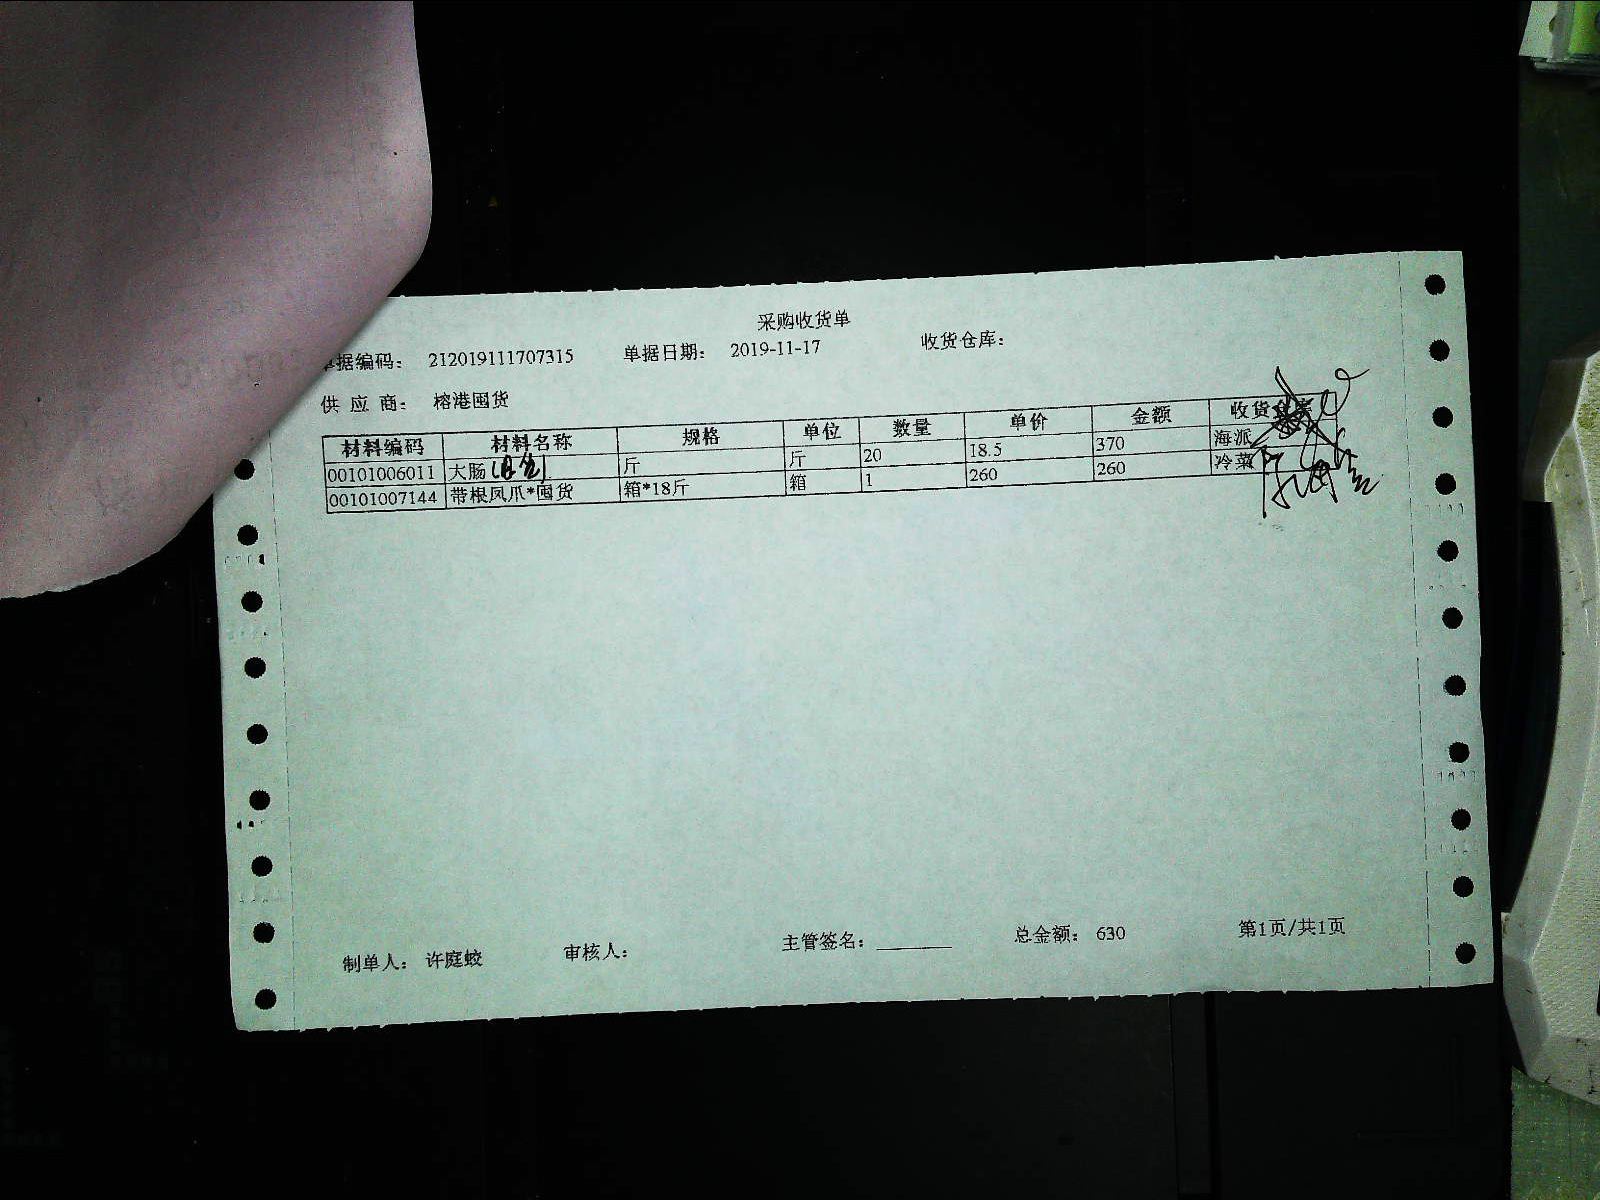 采购收货单
据编码： 212019111707315 单据日期： 2019-11-17 收货仓库：
供 应 商： 榕港囤货
材料编码 材料名称 规格 单位 数量 单价 金额 收货
00101006011 大肠 斤 斤 20 18.5 370 海派
00101007144 带根凤爪*囤货 箱*18斤 箱 1 260 260 冷菜
制单人： 许庭蛟 审核人： 主管签名： 总金额： 630 第1页/共1页